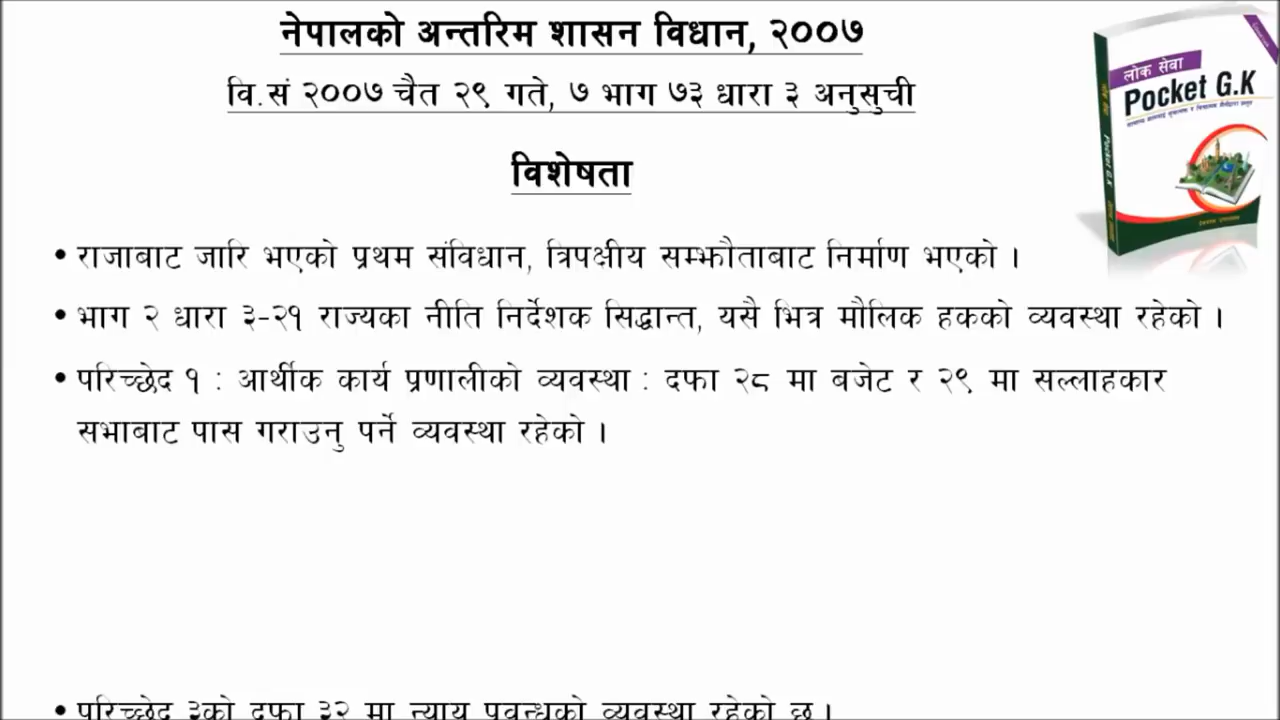 नेपालको अन्तरिम शासन विधान, २००७
वि.सं २००७ चैत २९ गते, ७ भाग ७३ धारा ३ अनुसुची
लोक सेवा
Pocket G.K
विशेषता
• राजाबाट जारि भएको प्रथम संविधान, त्रिपक्षीय सम्झौताबाट निर्माण भएको ।
• भाग २ धारा ३-२१ राज्यका नीति निर्देशक सिद्धान्त, यसै भित्र मौलिक हकको व्यवस्था रहेको ।
• परिच्छेद १ : आर्थीक कार्य प्रणालीको व्यवस्था : दफा २८ मा बजेट र २९ मा सल्लाहकार
सभाबाट पास गराउनु पर्ने व्यवस्था रहेको ।
• परिच्छेद ३को दफा ३२ मा न्याय प्रवन्धको व्यवस्था रहेको छ ।